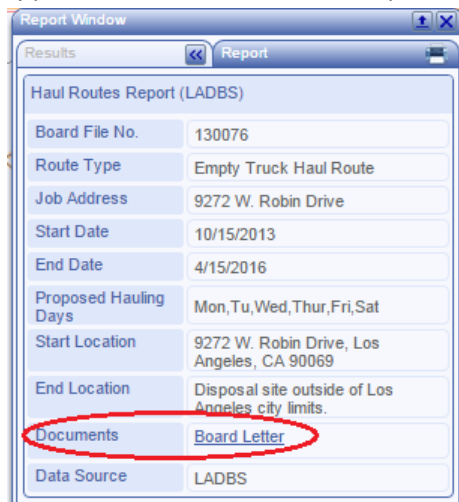 Report Window
Results Report
Haul Routes Report (LADBS)
Board File No. 130076
Route Type Empty Truck Haul Route
Job Address 9272 W. Robin Drive
Start Date 10/15/2013
End Date 4/15/2016
Proposed Hauling
Days Mon,Tu,Wed,Thur,Fri,Sat
Start Location 9272 W. Robin Drive, Los
Angeles, CA 90069
End Location Disposal site outside of Los
Angeles city limits.
Documents Board Letter
Data Source LADBS